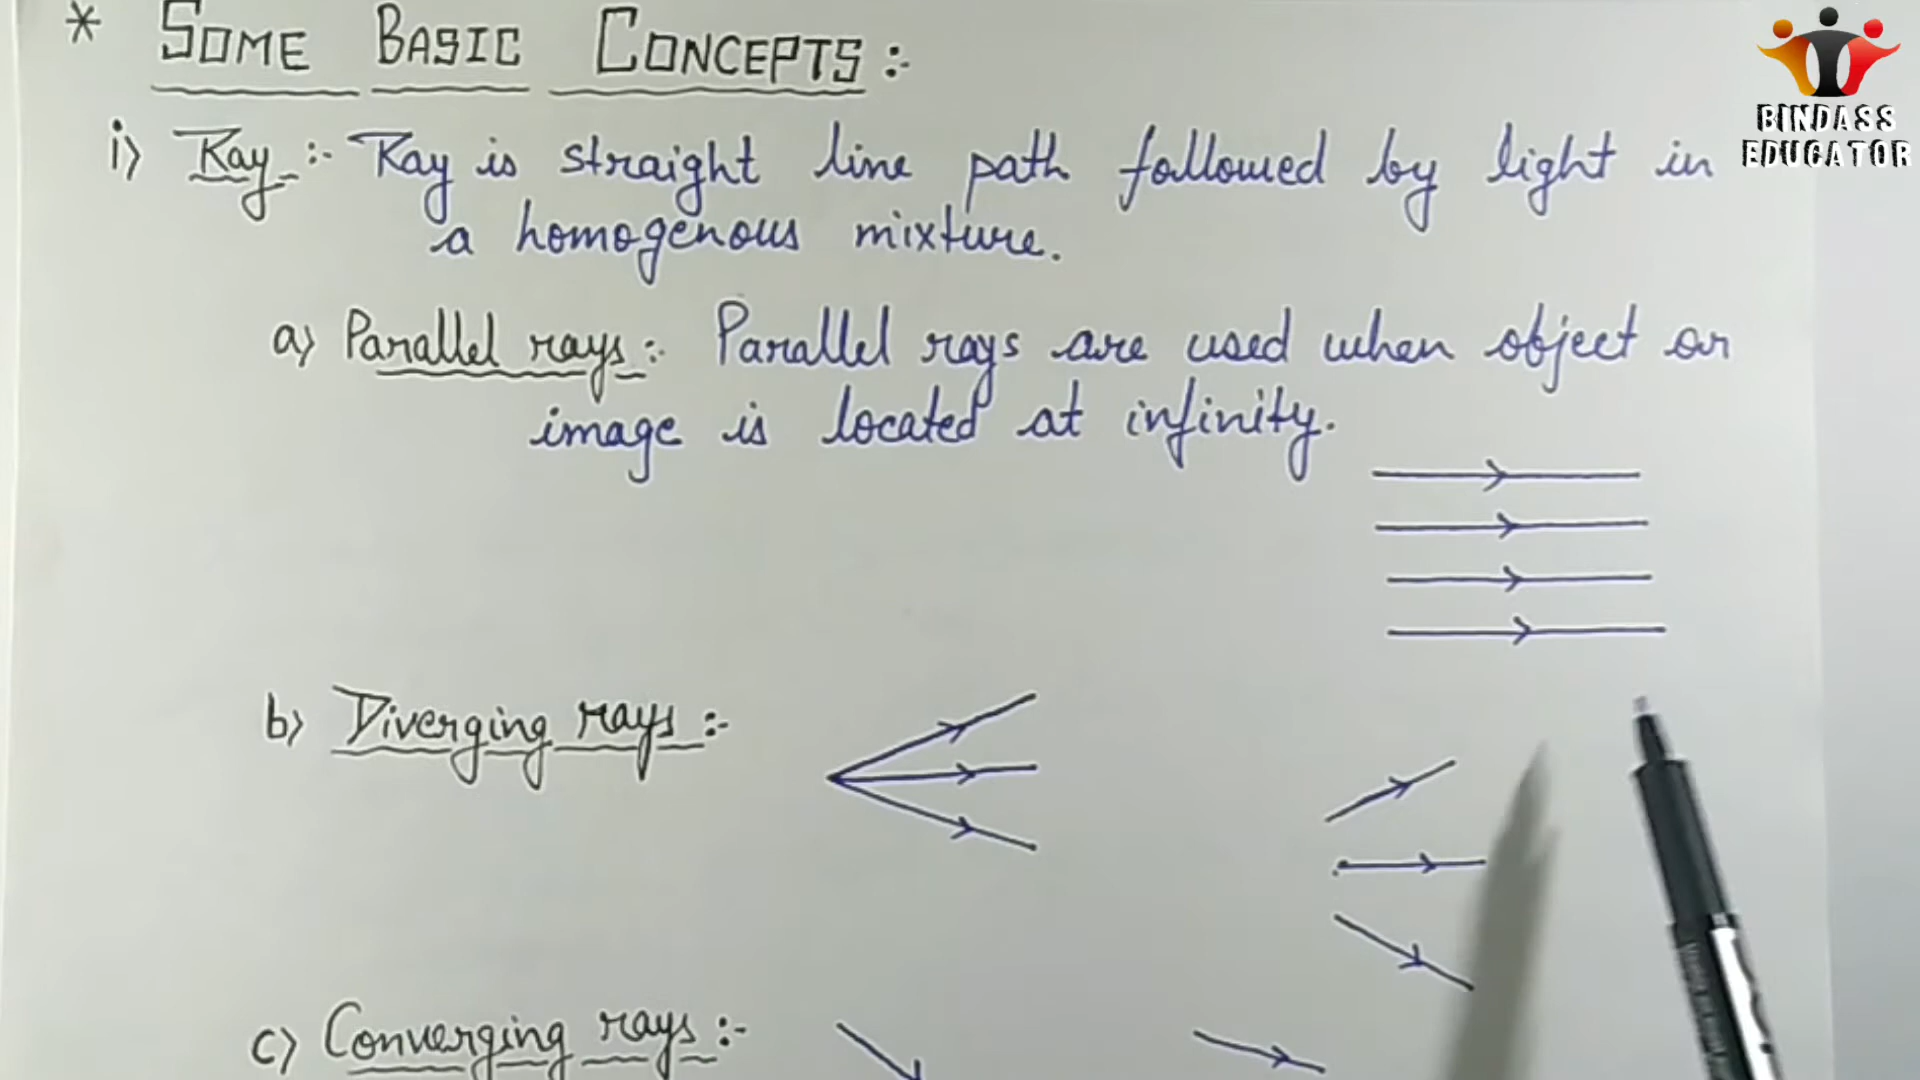 * SOME BASIC CONCEPTS :-
i) Ray :- Ray is straight line path followed by light in
a homogenous mixture.
a) Parallel rays :- Parallel rays are used when object or
image is located at infinity.
b) Diverging rays :-
c) Converging rays :-
BINDASS
EDUCATOR